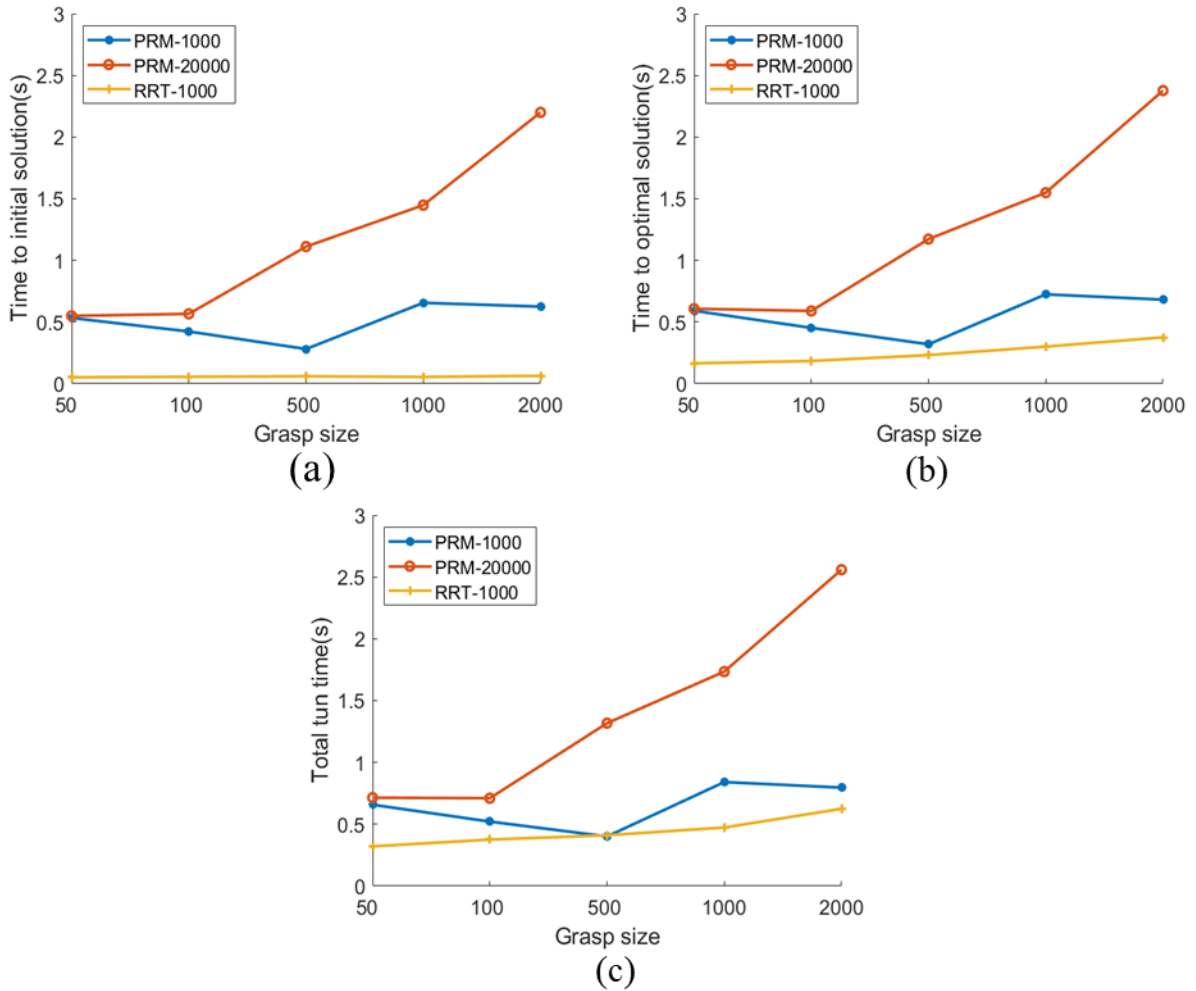 3
2.5
2
1.5
1
0.5
0
Time to initial solution(s)
PRM-1000
PRM-20000
RRT-1000
50 100 500 1000 2000
Grasp size
(a)
3
2.5
2
1.5
1
0.5
0
Time to optimal solution(s)
PRM-1000
PRM-20000
RRT-1000
50 100 500 1000 2000
Grasp size
(b)
3
2.5
2
1.5
1
0.5
0
Total tun time(s)
PRM-1000
PRM-20000
RRT-1000
50 100 500 1000 2000
Grasp size
(c)